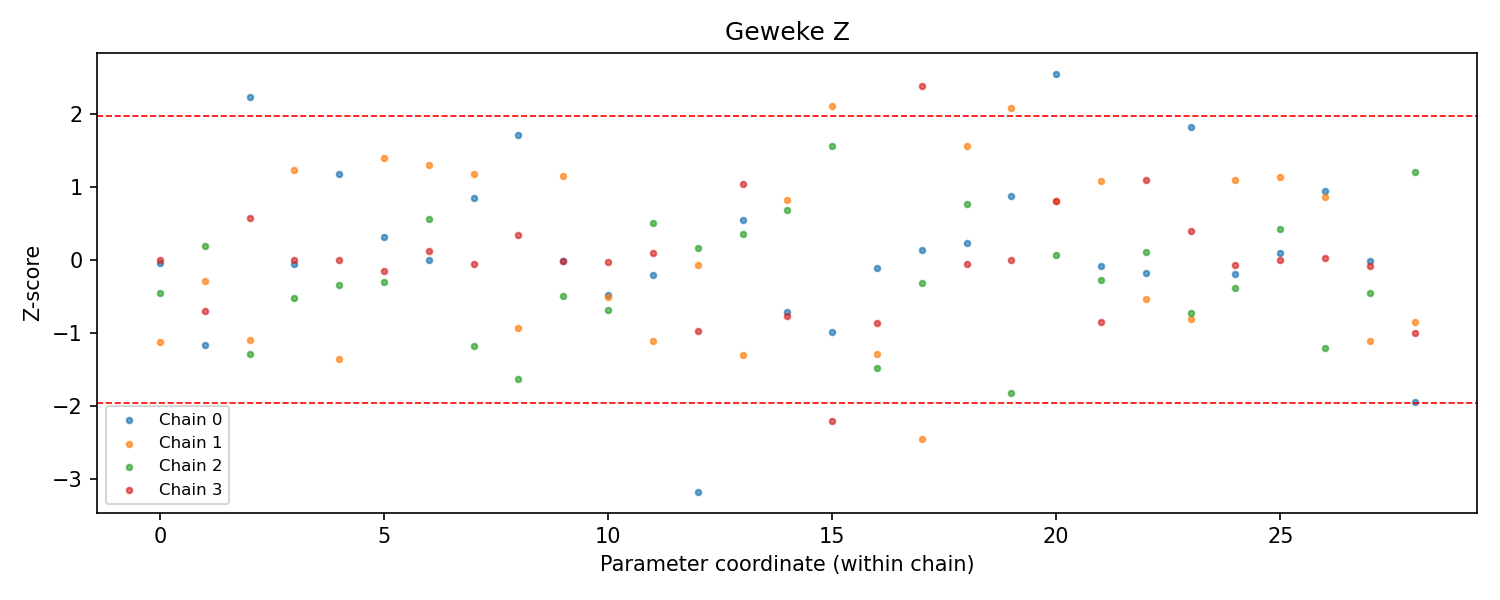 Geweke Z
Z-score
2
1
0
−1
−2
−3
Chain 0
Chain 1
Chain 2
Chain 3
0 5 10 15 20 25
Parameter coordinate (within chain)